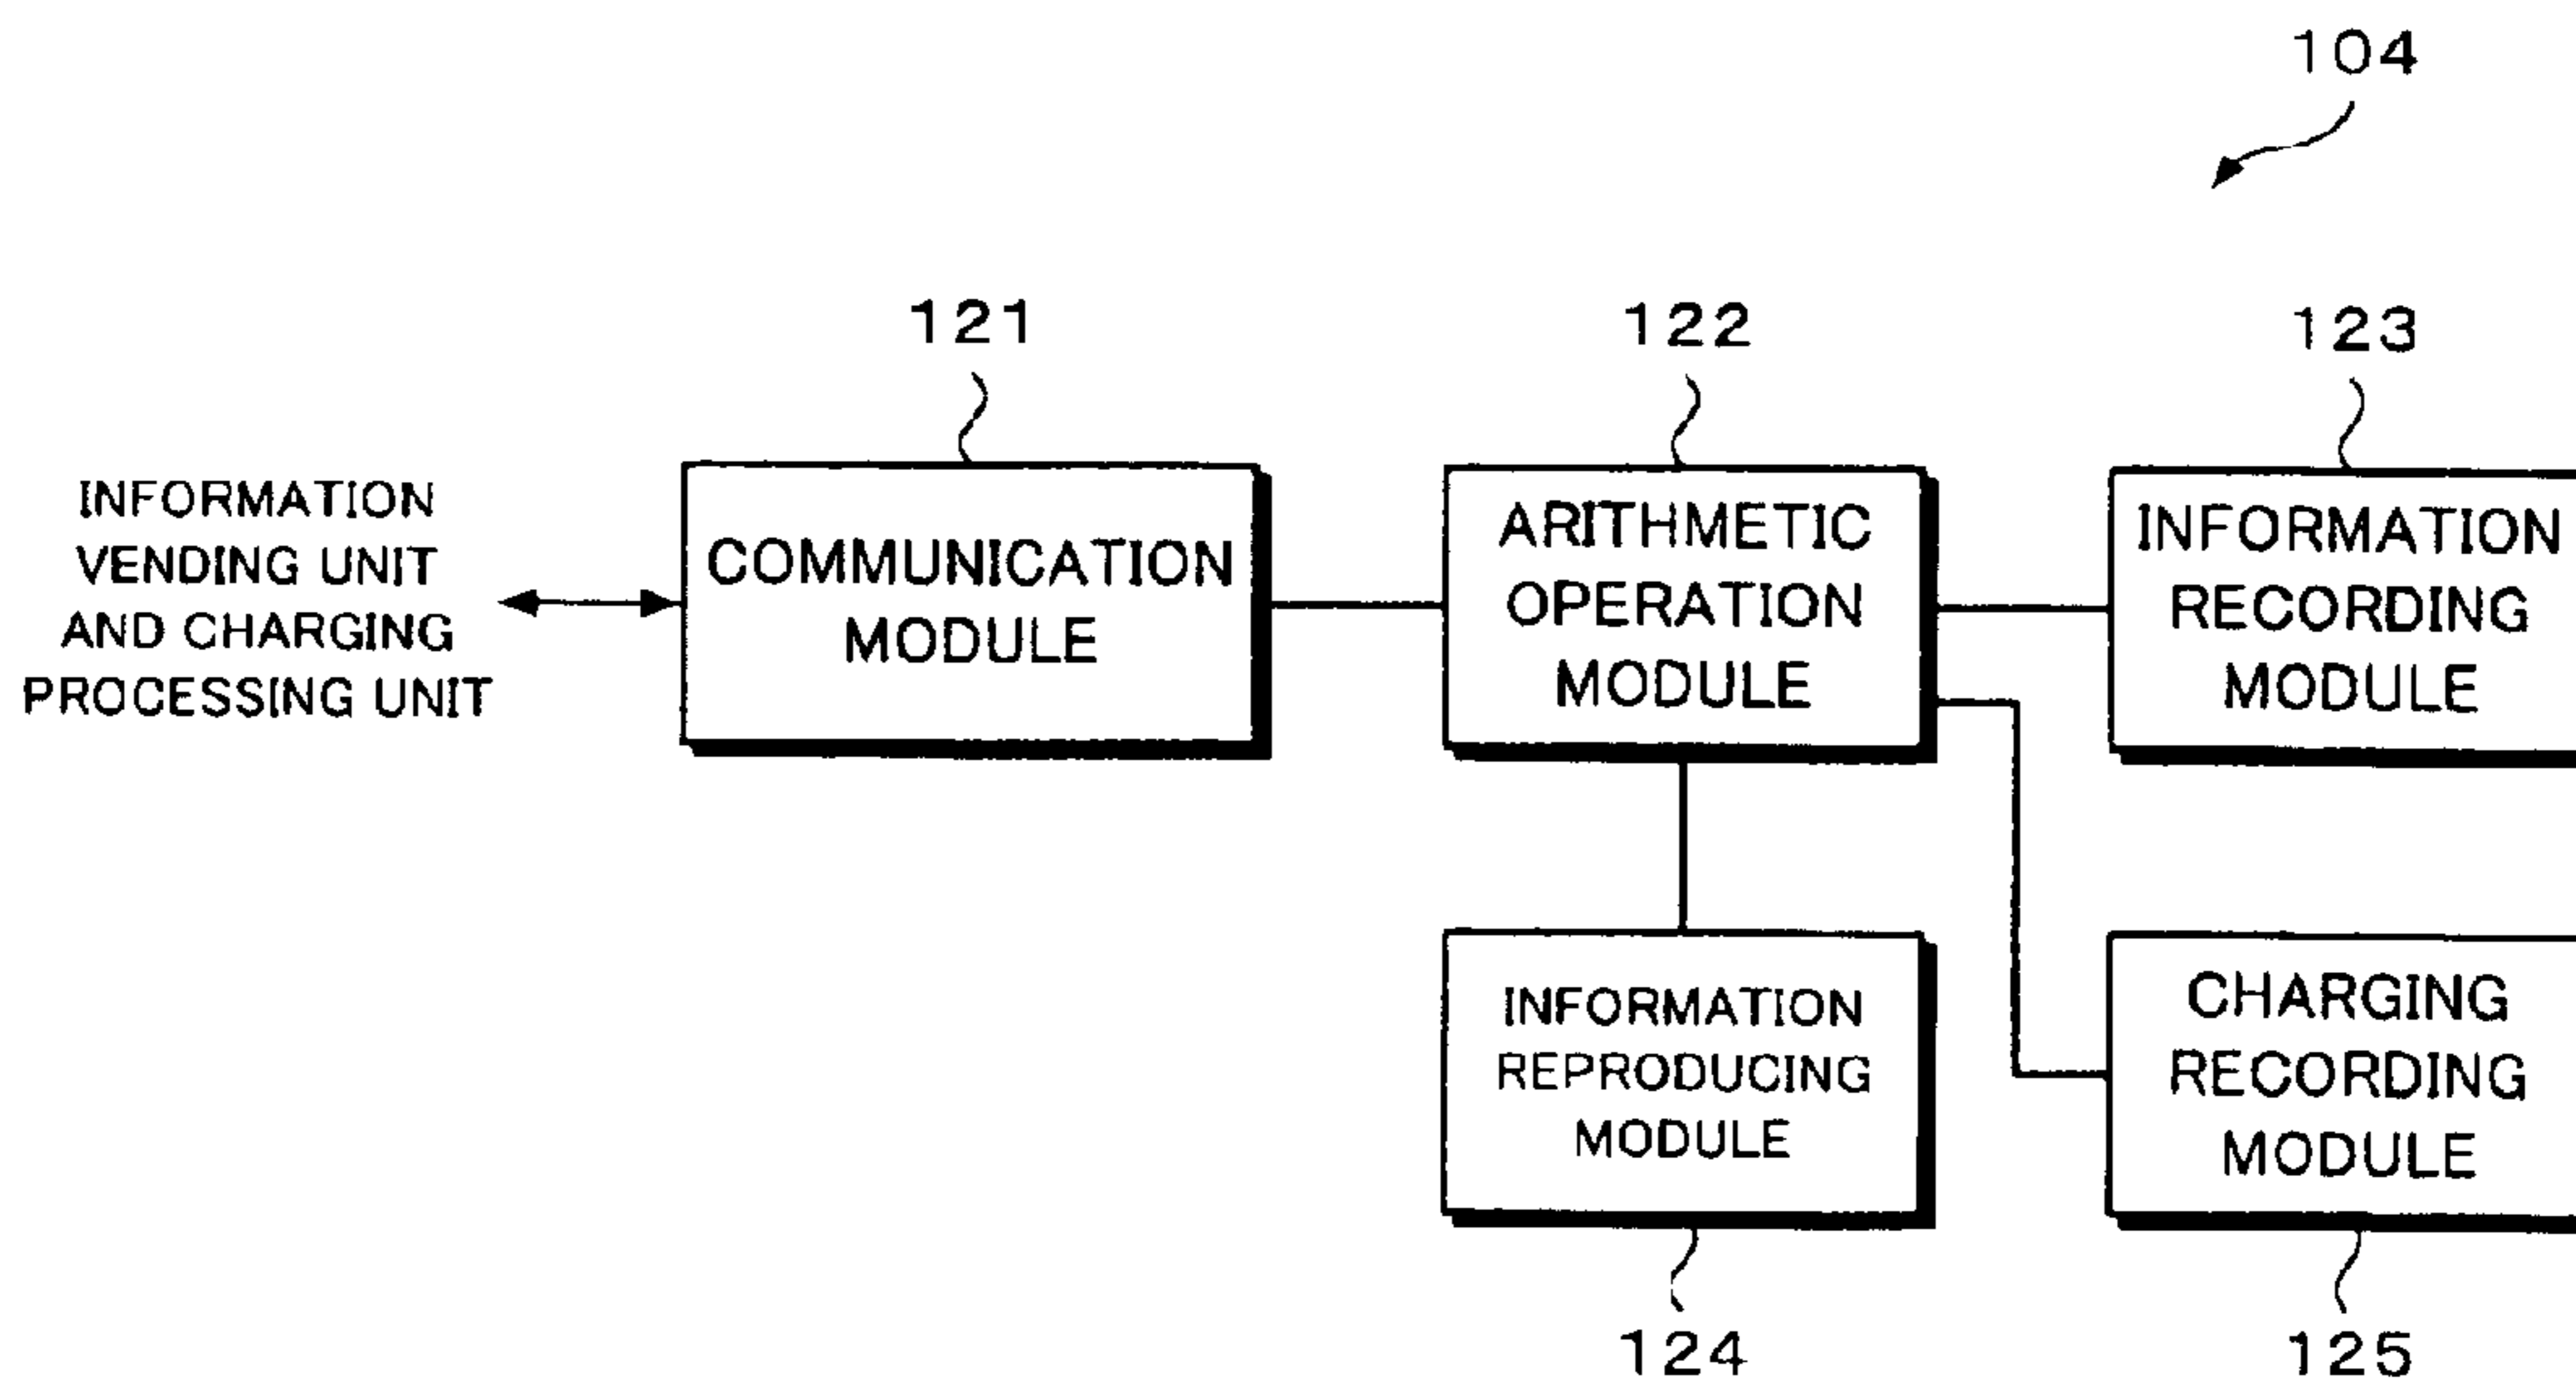 104
121
122
123
INFORMATION
VENDING UNIT
AND CHARGING
PROCESSING UNIT
COMMUNICATION
MODULE
ARITHMETIC
OPERATION
MODULE
INFORMATION
RECORDING
MODULE
INFORMATION
REPRODUCING
MODULE
CHARGING
RECORDING
MODULE
124
125